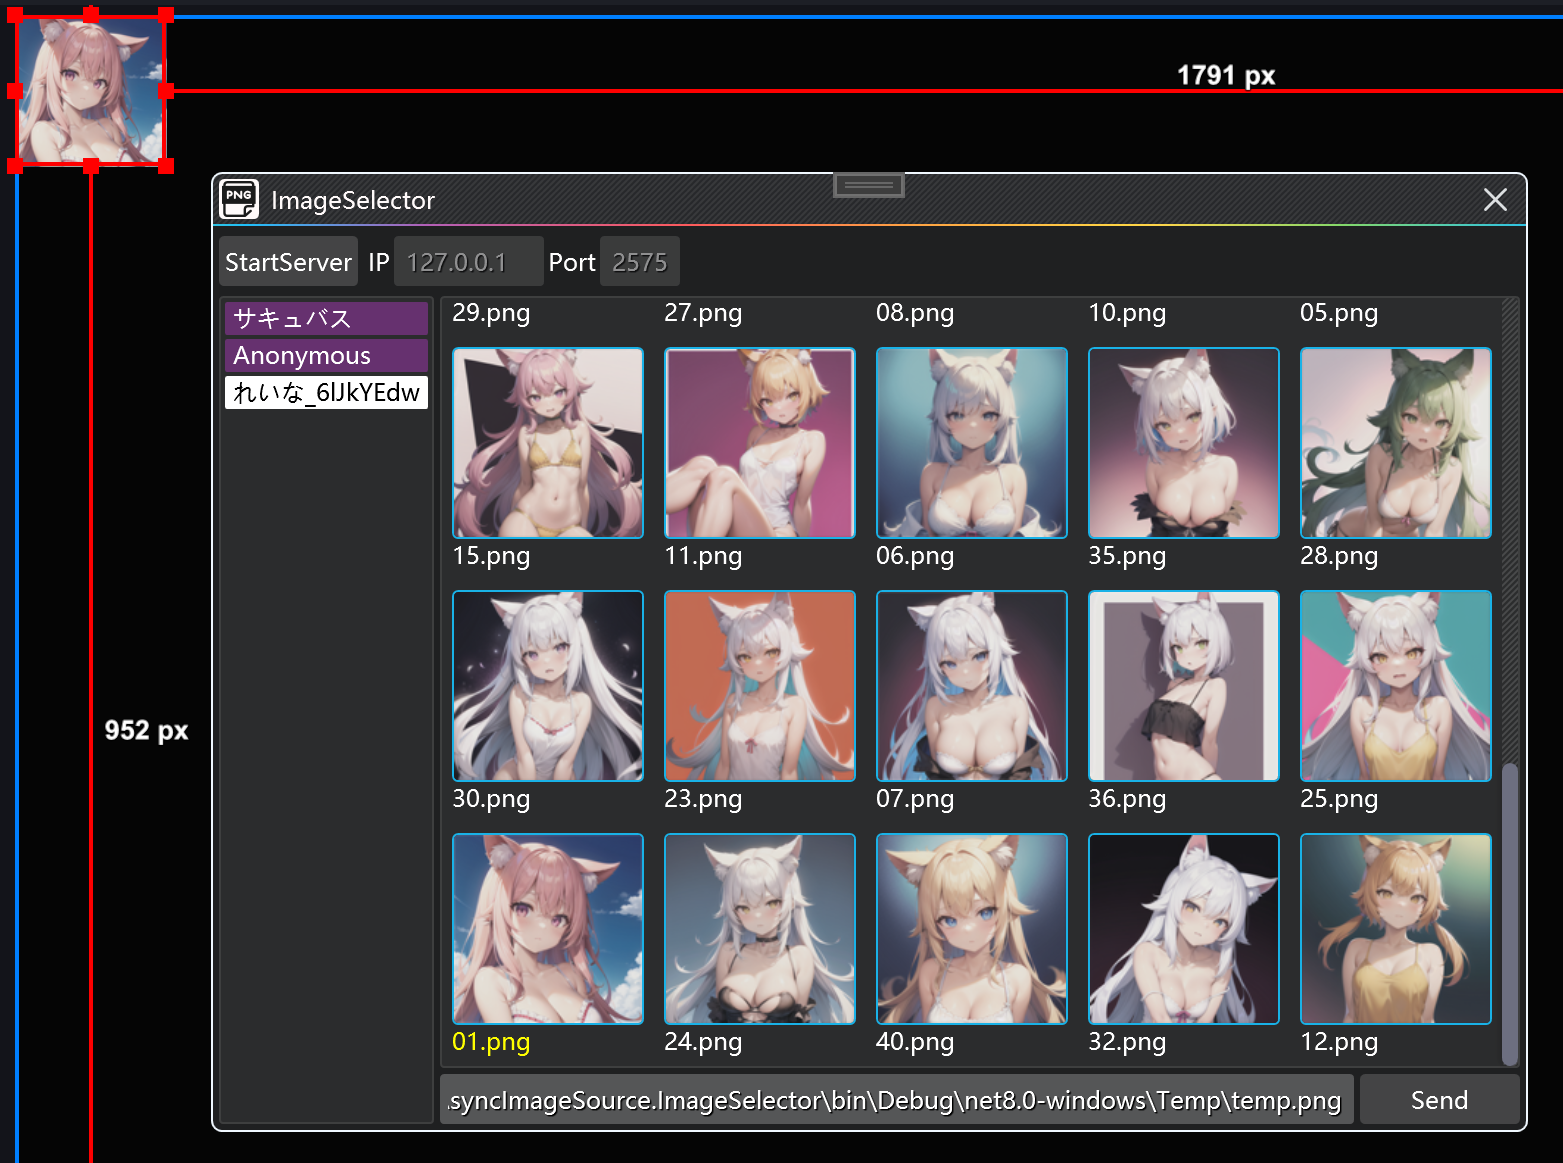 1791 px
PNG
ImageSelector
StartServer IP 127.0.0.1 Port 2575
サキュバス
Anonymous
れいな_6lJkYEdw
29.png 27.png 08.png 10.png 05.png
15.png 11.png 06.png 35.png 28.png
952 px
30.png 23.png 07.png 36.png 25.png
01.png 24.png 40.png 32.png 12.png
.syncImageSource.ImageSelector\bin\Debug\net8.0-windows\Temp\temp.png Send